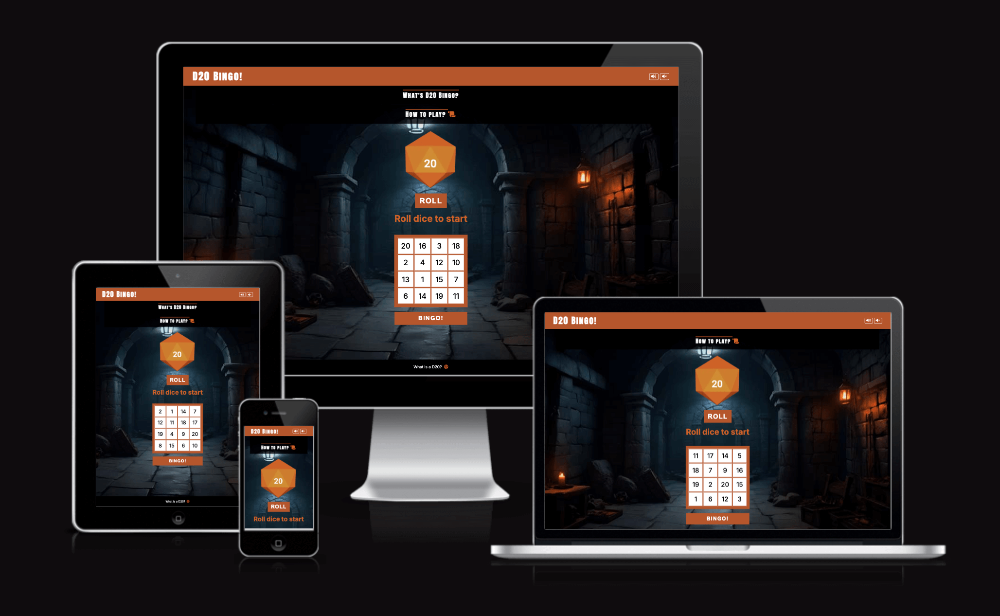 D20 Bingo!
What's D20 Bingo?
How to play?
20
ROLL
Roll dice to start
20 16 3 18
2 4 12 10
13 1 15 7
6 14 19 11
BINGO!
What is a D20?
D20 Bingo!
What's D20 Bingo?
How to play?
20
ROLL
Roll dice to start
2 1 14 7
12 11 18 17
19 4 9 20
8 15 6 10
BINGO!
What is a D20?
D20 Bingo!
How to play?
20
ROLL
Roll dice to start
D20 Bingo!
How to play?
20
ROLL
Roll dice to start
11 17 14 5
18 7 9 16
19 2 20 15
1 6 12 3
BINGO!